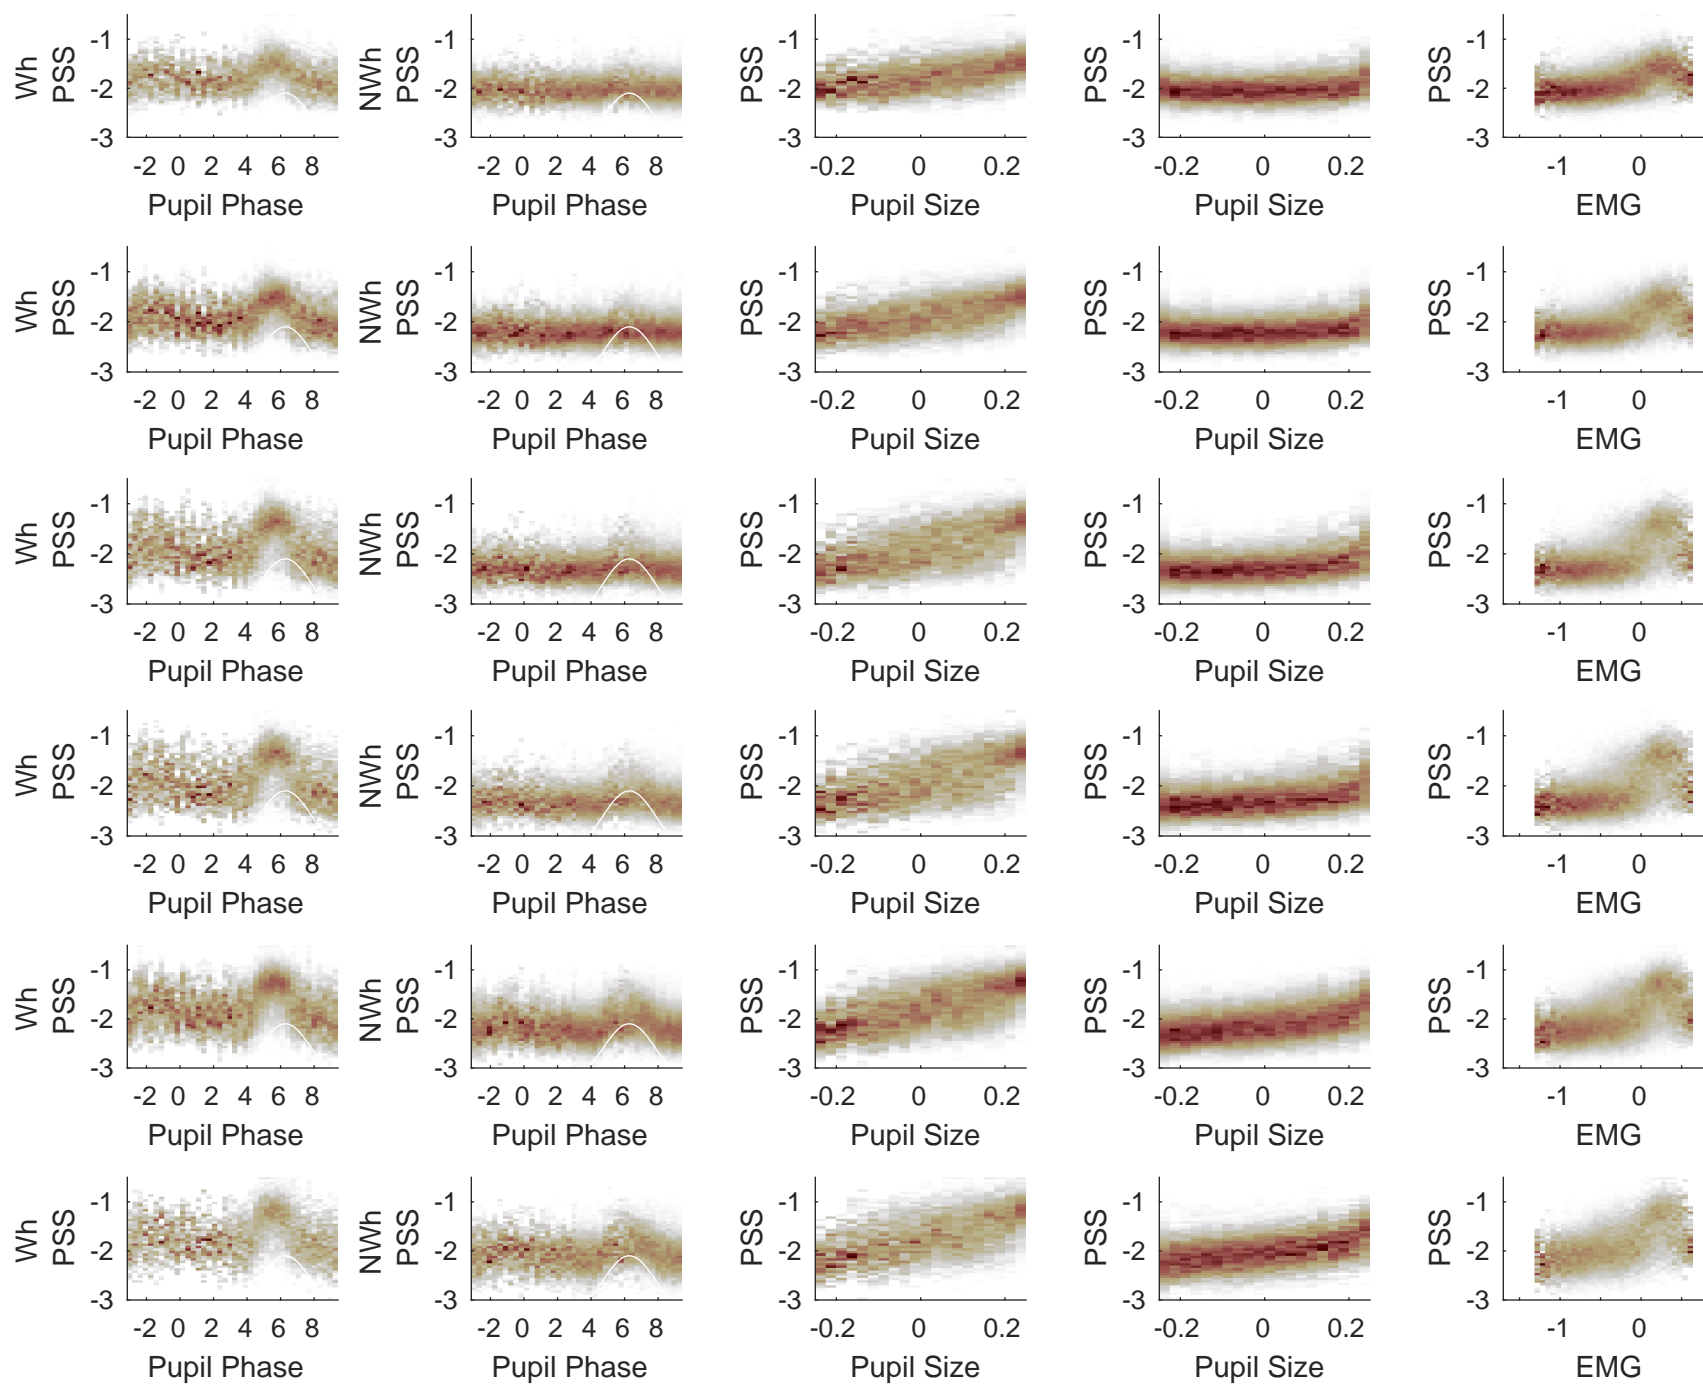 Wh PSS -1 -2 -3 NWh PSS -1 -2 -3 PSS -1 -2 -3 PSS -1 -2 -3 -1 -2 -3
-2 0 2 4 6 8 -2 0 2 4 6 8 -0.2 0 0.2 -0.2 0 0.2 -1 0
Pupil Phase Pupil Phase Pupil Size Pupil Size EMG
Wh PSS -1 -2 -3 NWh PSS -1 -2 -3 PSS -1 -2 -3 PSS -1 -2 -3 PSS -1 -2 -3
-2 0 2 4 6 8 -2 0 2 4 6 8 -0.2 0 0.2 -0.2 0 0.2 -1 0
Pupil Phase Pupil Phase Pupil Size Pupil Size EMG
Wh PSS -1 -2 -3 NWh PSS -1 -2 -3 PSS -1 -2 -3 PSS -1 -2 -3 PSS -1 -2 -3
-2 0 2 4 6 8 -2 0 2 4 6 8 -0.2 0 0.2 -0.2 0 0.2 -1 0
Pupil Phase Pupil Phase Pupil Size Pupil Size EMG
Wh PSS -1 -2 -3 NWh PSS -1 -2 -3 PSS -1 -2 -3 PSS -1 -2 -3 PSS -1 -2 -3
-2 0 2 4 6 8 -2 0 2 4 6 8 -0.2 0 0.2 -0.2 0 0.2 -1 0
Pupil Phase Pupil Phase Pupil Size Pupil Size EMG
Wh PSS -1 -2 -3 NWh PSS -1 -2 -3 PSS -1 -2 -3 PSS -1 -2 -3 PSS -1 -2 -3
-2 0 2 4 6 8 -2 0 2 4 6 8 -0.2 0 0.2 -0.2 0 0.2 -1 0
Pupil Phase Pupil Phase Pupil Size Pupil Size EMG
Wh PSS -1 -2 -3 NWh PSS -1 -2 -3 PSS -1 -2 -3 PSS -1 -2 -3 PSS -1 -2 -3
-2 0 2 4 6 8 -2 0 2 4 6 8 -0.2 0 0.2 -0.2 0 0.2 -1 0
Pupil Phase Pupil Phase Pupil Size Pupil Size EMG